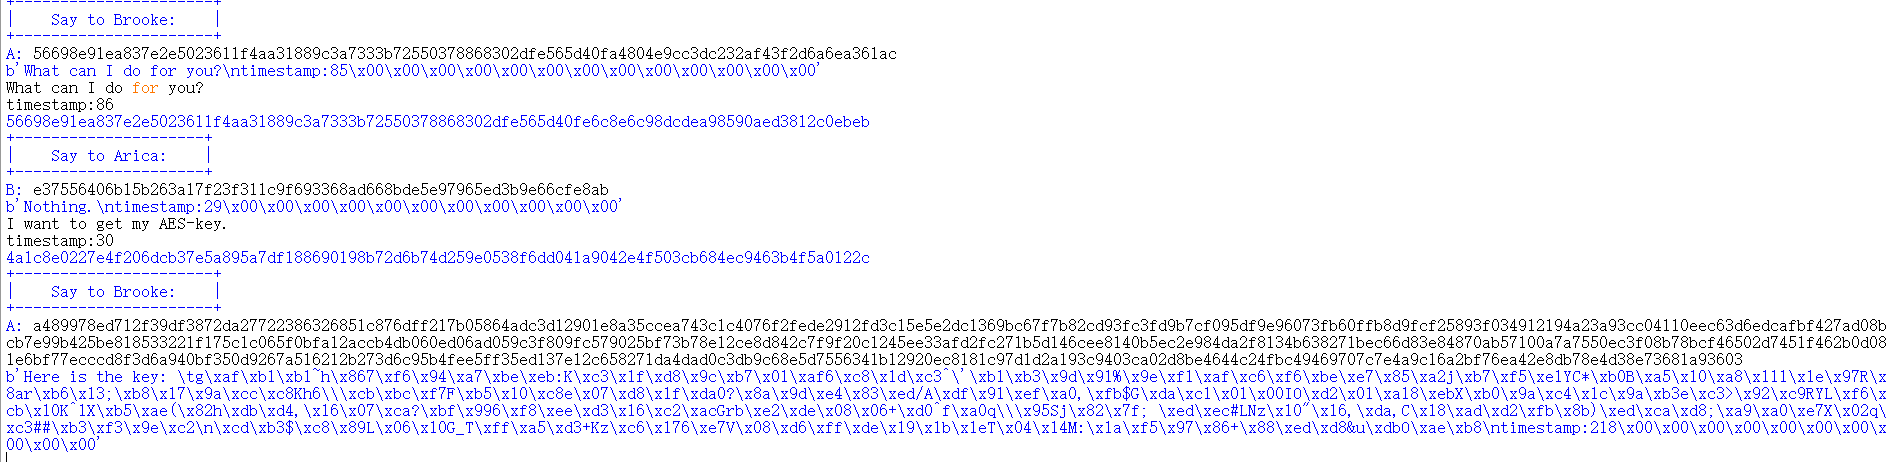 +----------------------+
|    Say to Brooke:    |
+----------------------+
A: 56698e91ea837e2e5023611f4aa31889c3a7333b72550378868302dfe565d40fa4804e9cc3dc232af43f2d6a6ea361ac
b'What can I do for you?\ntimestamp:85\x00\x00\x00\x00\x00\x00\x00\x00\x00\x00\x00\x00\x00'
What can I do for you?
timestamp:86
56698e91ea837e2e5023611f4aa31889c3a7333b72550378868302dfe565d40fe6c8e6c98dcdea98590aed3812c0ebeb
+---------------------+
|    Say to Arica:    |
+---------------------+
B: e37556406b15b263a17f23f311c9f693368ad668bde5e97965ed3b9e66cfe8ab
b'Nothing.\ntimestamp:29\x00\x00\x00\x00\x00\x00\x00\x00\x00\x00\x00'
I want to get my AES-key.
timestamp:30
4a1c8e0227e4f206dcb37e5a895a7df188690198b72d6b74d259e0538f6dd041a9042e4f503cb684ec9463b4f5a0122c
+----------------------+
|    Say to Brooke:    |
+----------------------+
A: a489978ed712f39df3872da27722386326851c876dff217b05864adc3d12901e8a35ccea743c1c4076f2fede2912fd3c15e5e2dc1369bc67f7b82cd93fc3fd9b7cf095df9e96073fb60ffb8d9fcf25893f034912194a23a93cc04110eec63d6edcafbf427ad08b
cb7e99b425be818533221f175c1c065f0bfa12accb4db060ed06ad059c3f809fc579025bf73b78e12ce8d842c7f9f20c1245ee33afd2fc271b5d146cee8140b5ec2e984da2f8134b638271bec66d83e84870ab57100a7a7550ec3f08b78bcf46502d7451f462b0d08
1e6bf77ecccd8f3d6a940bf350d9267a516212b273d6c95b4fee5ff35ed137e12c658271da4dad0c3db9c68e5d7556341b12920ec8181c97d1d2a193c9403ca02d8be4644c24fbc49469707c7e4a9c16a2bf76ea42e8db78e4d38e73681a93603
b'Here is the key: \tg\xaf\xb1\xb1~h\x867\xf6\x94\xa7\xbe\xeb:K\xc3\x1f\xd8\x9c\xb7\x01\xaf6\xc8\x1d\xc3^\'\xb1\xb3\x9d\x91%\x9e\xf1\xaf\xc6\xf6\xbe\xe7\x85\xa2j\xb7\xf5\xe1YC*\xb0B\xa5\x10\xa8\x111\x1e\x97R\x
8ar\xb6\x13;\xb8\x17\x9a\xcc\xc8Kh6\\\xcb\xbc\xf7F\xb5\x10\xc8e\x07\xd8\x1f\xda0?\x8a\x9d\xe4\x83\xed/A\xdf\x91\xef\xa0,\xfb$G\xda\xc1\x01\x00IO\xd2\x01\xa18\xebX\xb0\x9a\xc4\x1c\x9a\xb3e\xc3>\x92\xc9RYL\xf6\x
cb\x10K^1X\xb5\xae(\x82h\xdb\xd4,\x16\x07\xca?\xbf\x996\xf8\xee\xd3\x16\xc2\xacGrb\xe2\xde\x08\x06+\xd0^f\xa0q\\\x95Sj\x82\x7f; \xed\xec#LNz\x10"\x16,\xda,C\x18\xad\xd2\xfb\x8b)\xed\xca\xd8;\xa9\xa0\xe7X\x02q\
xc3##\xb3\xf3\x9e\xc2\n\xcd\xb3$\xc8\x89L\x06\x10G_T\xff\xa5\xd3+Kz\xc6\x176\xe7V\x08\xd6\xff\xde\x19\x1b\x1eT\x04\x14M:\x1a\xf5\x97\x86+\x88\xed\xd8&u\xdb0\xae\xb8\ntimestamp:218\x00\x00\x00\x00\x00\x00\x00\x
00\x00\x00'